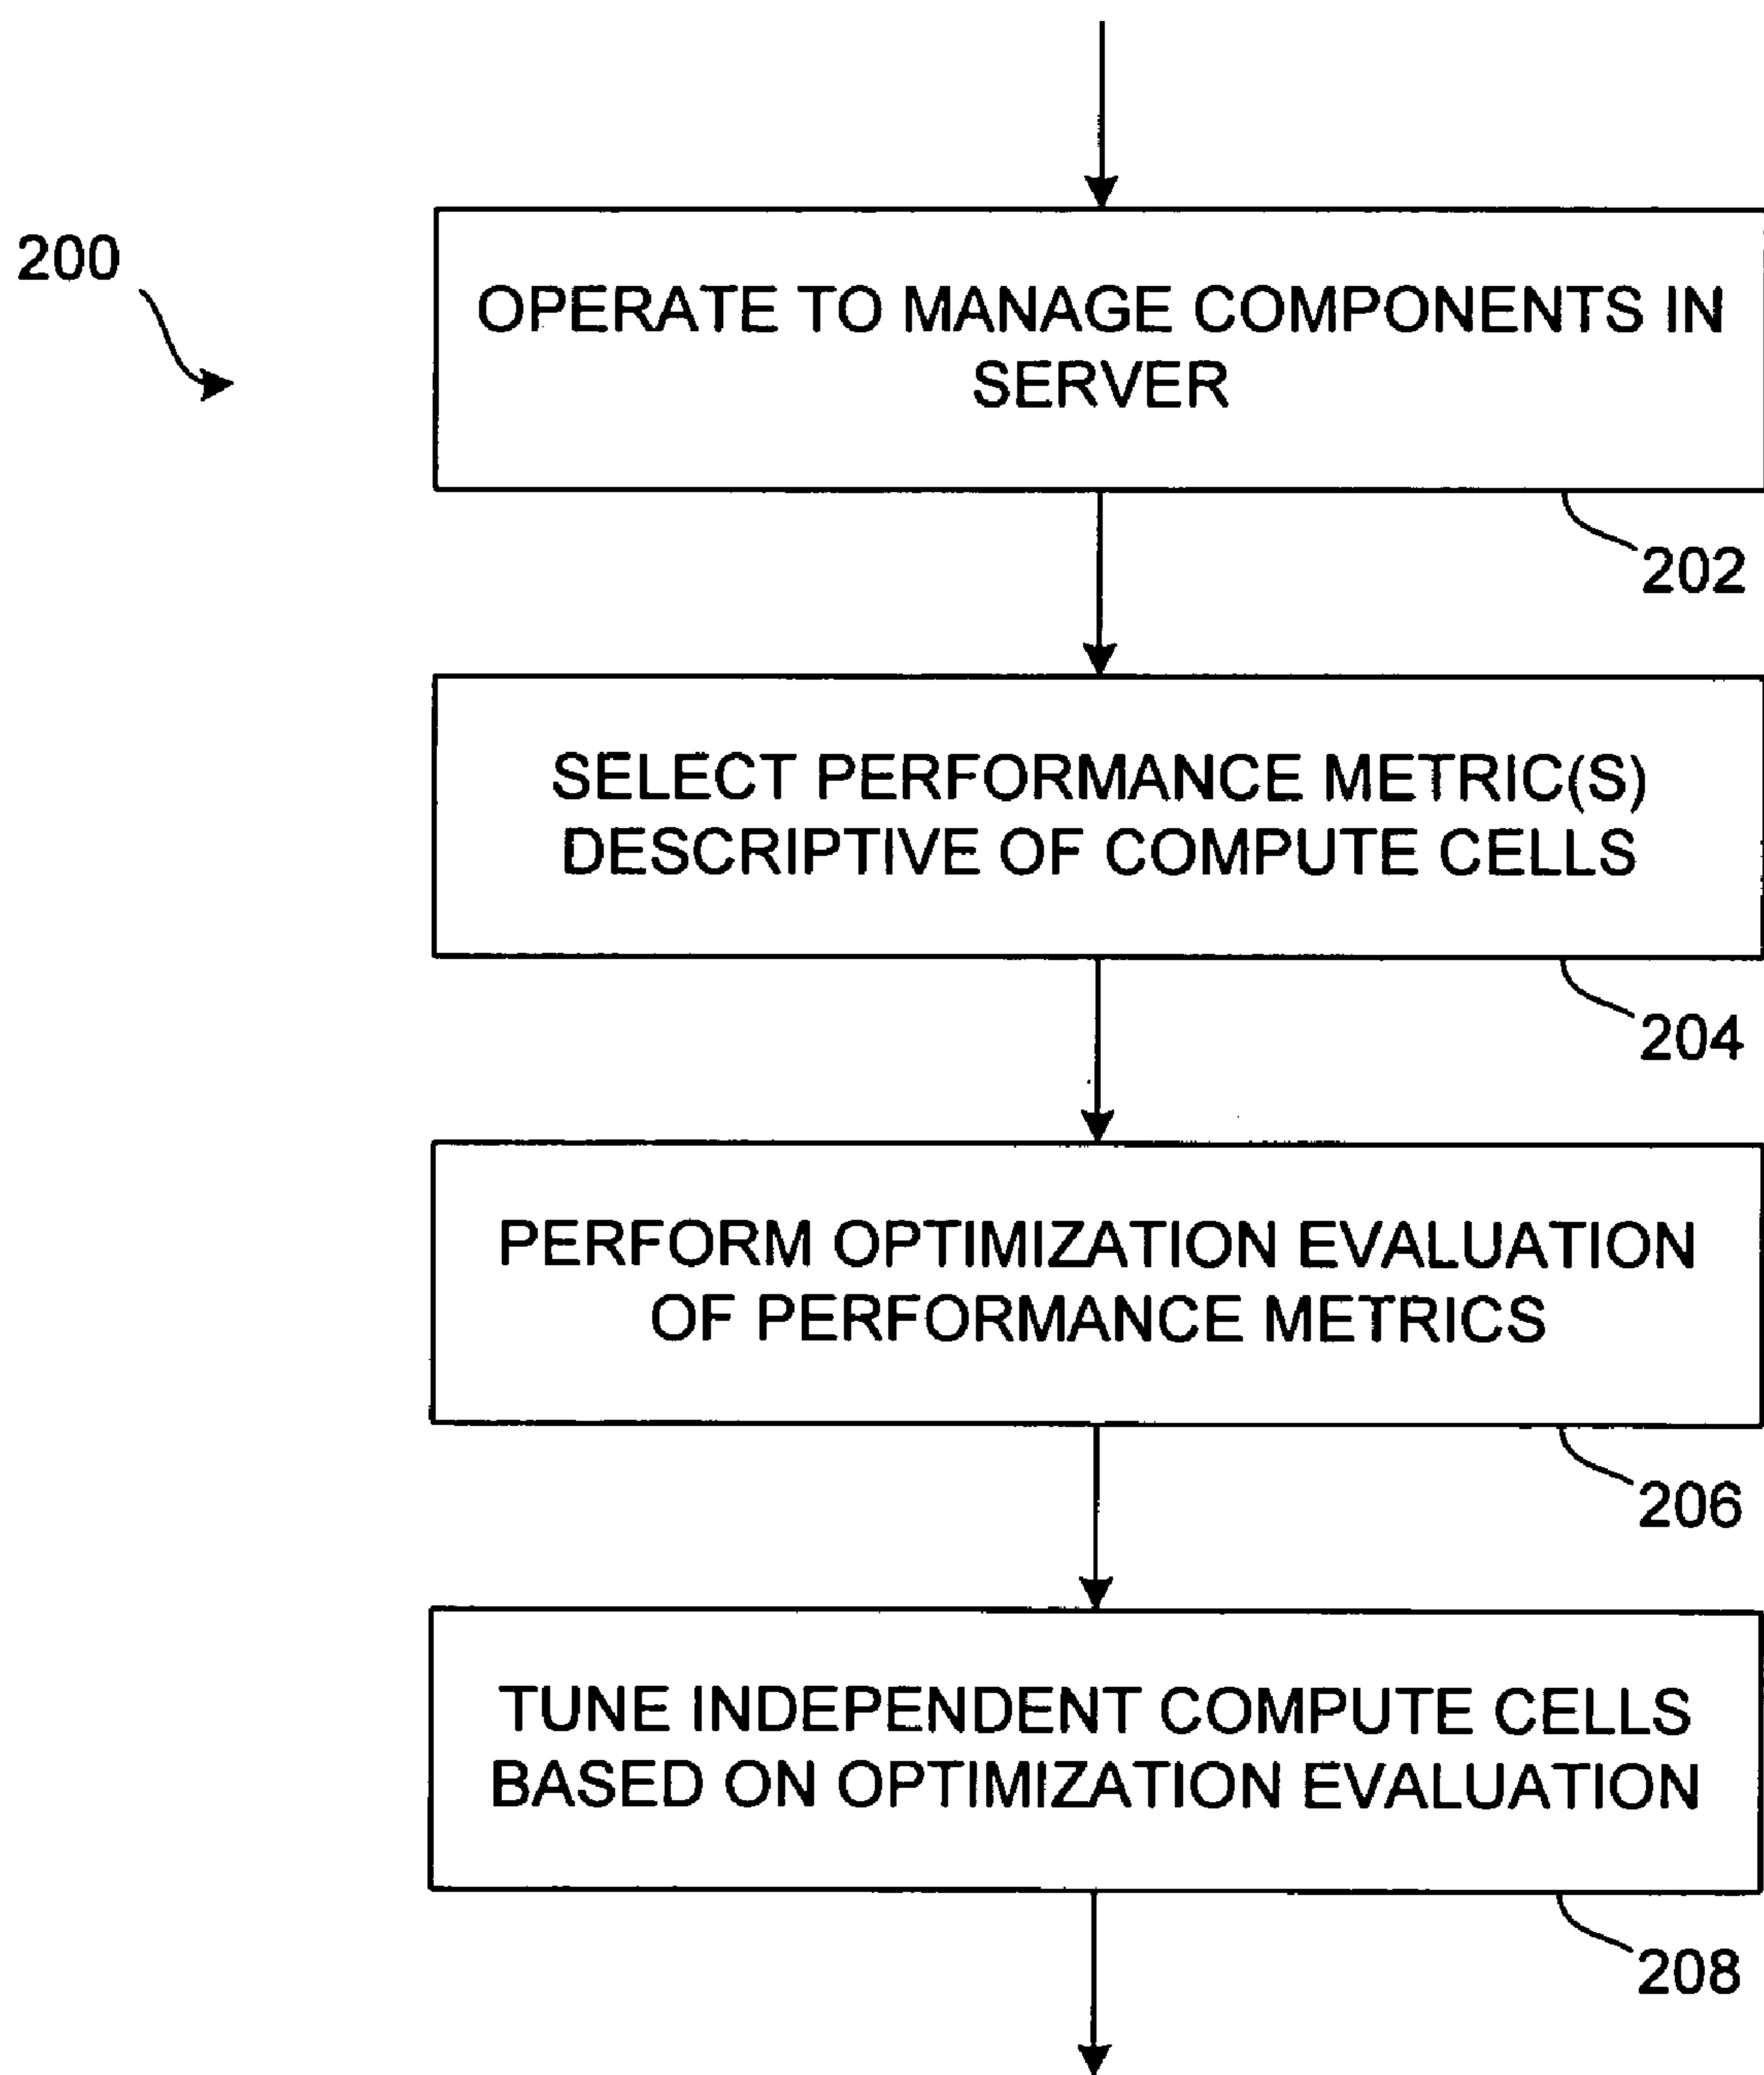 200
OPERATE TO MANAGE COMPONENTS IN
SERVER
202
SELECT PERFORMANCE METRIC(S)
DESCRIPTIVE OF COMPUTE CELLS
204
PERFORM OPTIMIZATION EVALUATION
OF PERFORMANCE METRICS
206
TUNE INDEPENDENT COMPUTE CELLS
BASED ON OPTIMIZATION EVALUATION
208